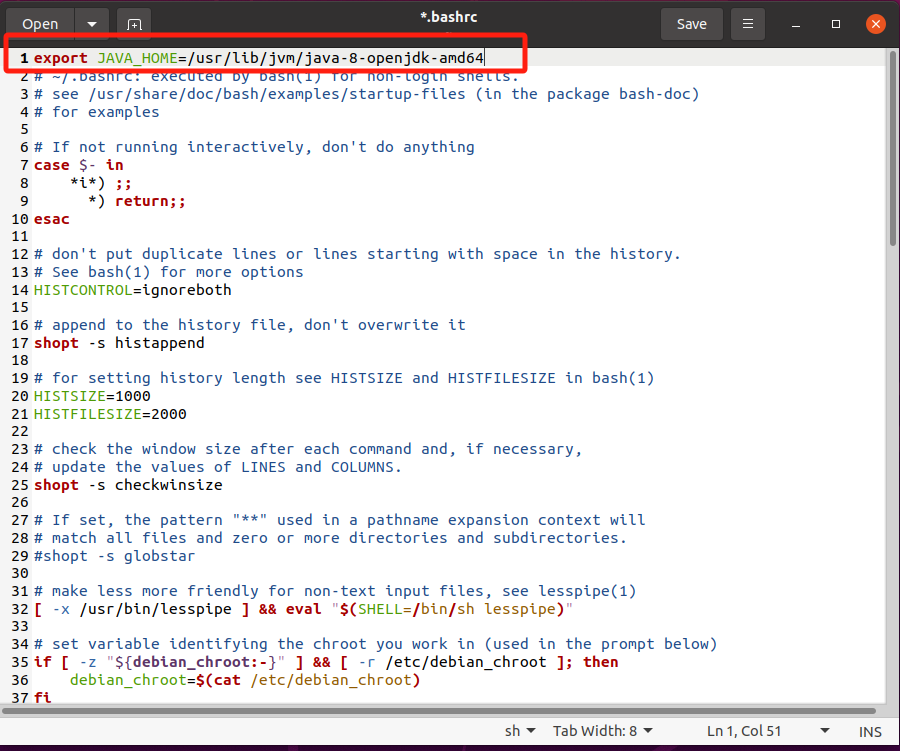 Open
*.bashrc
Save
1 export JAVA_HOME=/usr/lib/jvm/java-8-openjdk-amd64
2 # ~/.bashrc: executed by bash(1) for non-login shells.
3 # see /usr/share/doc/bash/examples/startup-files (in the package bash-doc)
4 # for examples
5
6 # If not running interactively, don't do anything
7 case $- in
8     *i*) ;;
9       *) return;;
10 esac
11
12 # don't put duplicate lines or lines starting with space in the history.
13 # See bash(1) for more options
14 HISTCONTROL=ignoreboth
15
16 # append to the history file, don't overwrite it
17 shopt -s histappend
18
19 # for setting history length see HISTSIZE and HISTFILESIZE in bash(1)
20 HISTSIZE=1000
21 HISTFILESIZE=2000
22
23 # check the window size after each command and, if necessary,
24 # update the values of LINES and COLUMNS.
25 shopt -s checkwinsize
26
27 # If set, the pattern "**" used in a pathname expansion context will
28 # match all files and zero or more directories and subdirectories.
29 #shopt -s globstar
30
31 # make less more friendly for non-text input files, see lesspipe(1)
32 [ -x /usr/bin/lesspipe ] && eval "$(SHELL=/bin/sh lesspipe)"
33
34 # set variable identifying the chroot you work in (used in the prompt below)
35 if [ -z "${debian_chroot:-}" ] && [ -r /etc/debian_chroot ]; then
36     debian_chroot=$(cat /etc/debian_chroot)
37 fi
sh Tab Width: 8 Ln 1, Col 51 INS